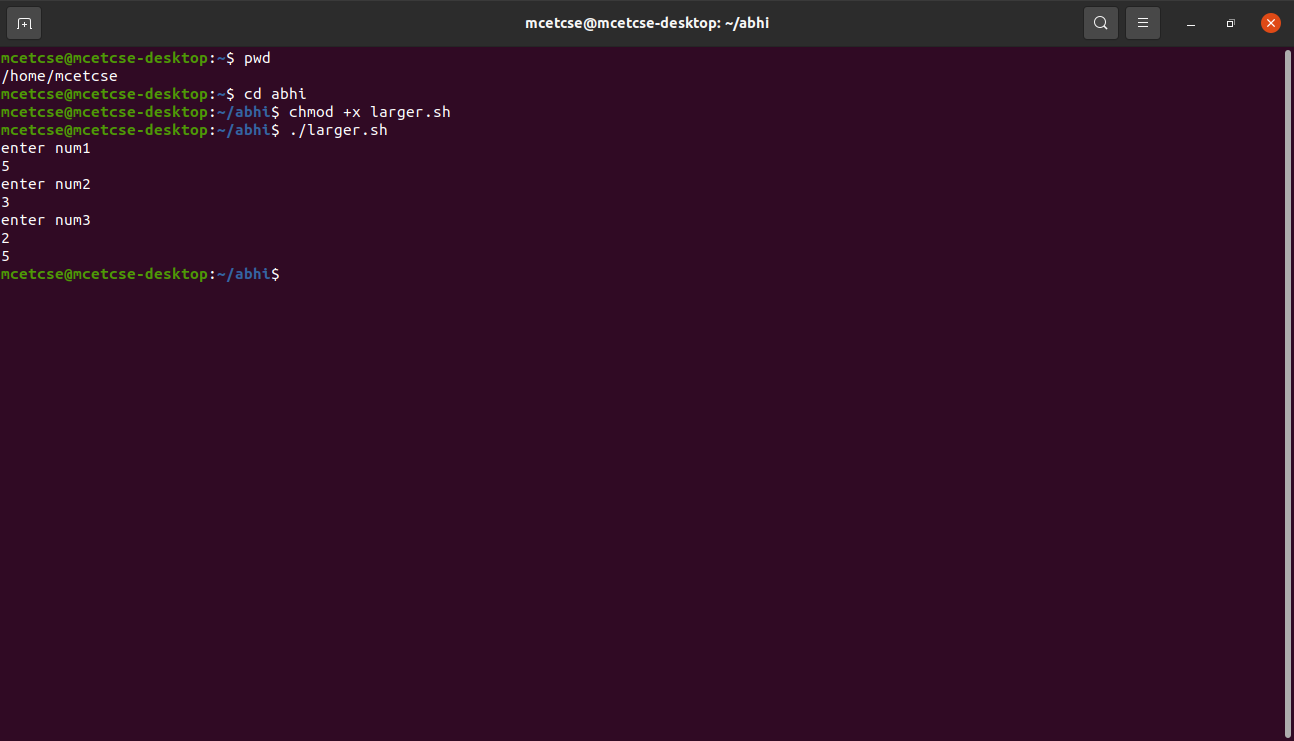 mcetcse@mcetcse-desktop: ~/abhi
mcetcse@mcetcse-desktop:~$ pwd
/home/mcetcse
mcetcse@mcetcse-desktop:~$ cd abhi
mcetcse@mcetcse-desktop:~/abhi$ chmod +x larger.sh
mcetcse@mcetcse-desktop:~/abhi$ ./larger.sh
enter num1
5
enter num2
3
enter num3
2
5
mcetcse@mcetcse-desktop:~/abhi$